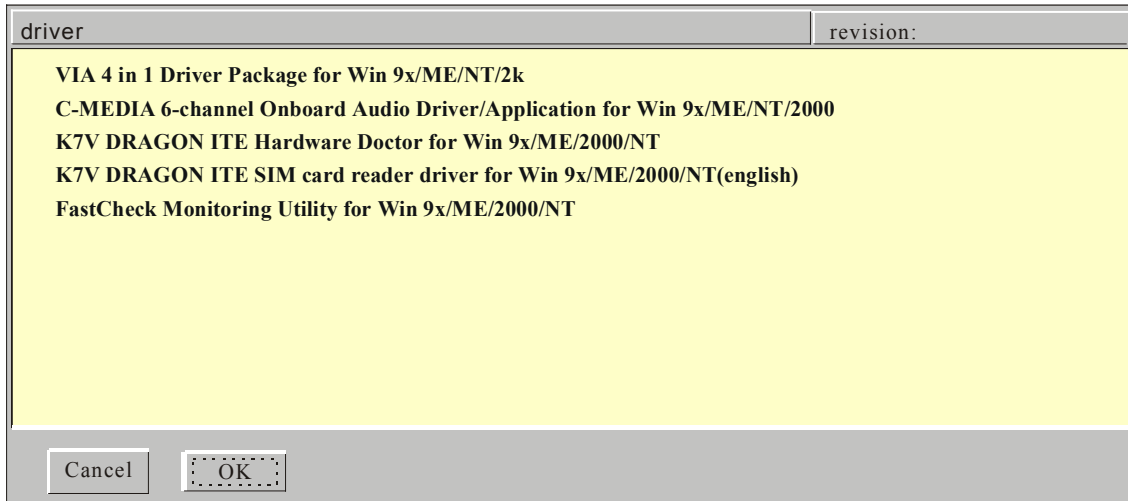 driver revision:
VIA 4 in 1 Driver Package for Win 9x/ME/NT/2k
C-MEDIA 6-channel Onboard Audio Driver/Application for Win 9x/ME/NT/2000
K7V DRAGON ITE Hardware Doctor for Win 9x/ME/2000/NT
K7V DRAGON ITE SIM card reader driver for Win 9x/ME/2000/NT(english)
FastCheck Monitoring Utility for Win 9x/ME/2000/NT
Cancel OK